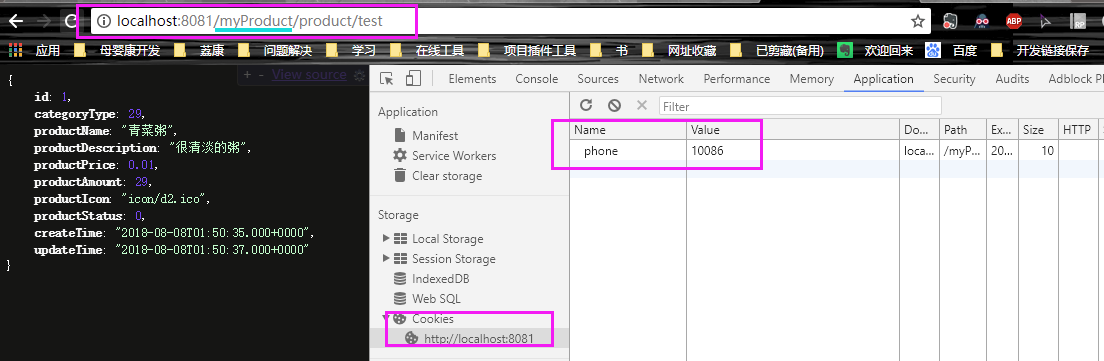 localhost:8081/myProduct/product/test
ABP
RP
应用 母婴康开发 荔康 问题解决 学习 在线工具 项目插件工具 书 网址收藏 已剪藏(备用) 欢迎回来 百度 开发链接保存
+ - View source
{
id: 1,
categoryType: 29,
productName: "青菜粥",
productDescription: "很清淡的粥",
productPrice: 0.01,
productAmount: 29,
productIcon: "icon/d2.ico",
productStatus: 0,
createTime: "2018-08-08T01:50:35.000+0000",
updateTime: "2018-08-08T01:50:37.000+0000"
}
Elements Console Sources Network Performance Memory Application Security Audits Adblock Pl
Application
Manifest
Service Workers
Clear storage
Storage
Local Storage
Session Storage
IndexedDB
Web SQL
Cookies
http://localhost:8081
Filter
Name Value Do... Path Ex... Size HTTP
phone 10086 loca... /myP... 20... 10